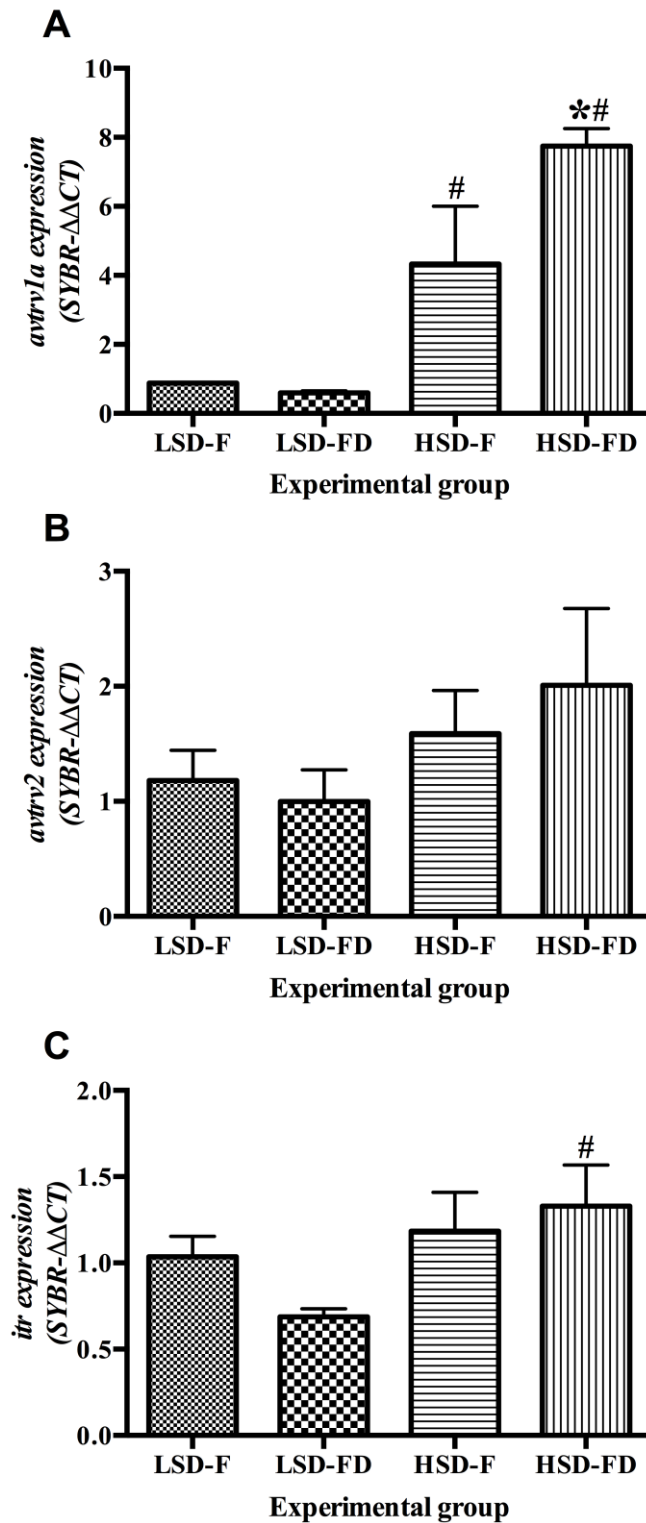 A
avtrv1a expression
(SYBR-ΔΔCT)
10
8
6
4
2
0
#
*#
LSD-F LSD-FD HSD-F HSD-FD
Experimental group
B
avtrv2 expression
(SYBR-ΔΔCT)
3
2
1
0
LSD-F LSD-FD HSD-F HSD-FD
Experimental group
C
itr expression
(SYBR-ΔΔCT)
2.0
1.5
1.0
0.5
0.0
#
LSD-F LSD-FD HSD-F HSD-FD
Experimental group